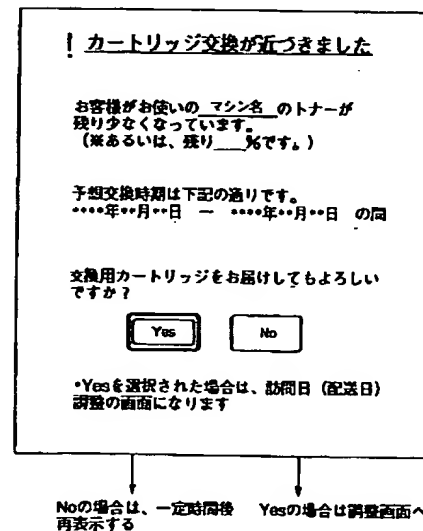 ! カートリッジ交換が近づきました
お客様がお使いの マシン名 のトナーが
残り少なくなっています。
(※あるいは、残り___%です。)
予想交換時期は下記の通りです。
••••年••月••日 ー ••••年••月••日 の間
交換用カートリッジをお届けしてもよろしい
ですか?
Yes No
•Yesを選択された場合は、訪問日(配送日)
調整の画面になります
Noの場合は、一定時間後 Yesの場合は調整画面へ
再表示する